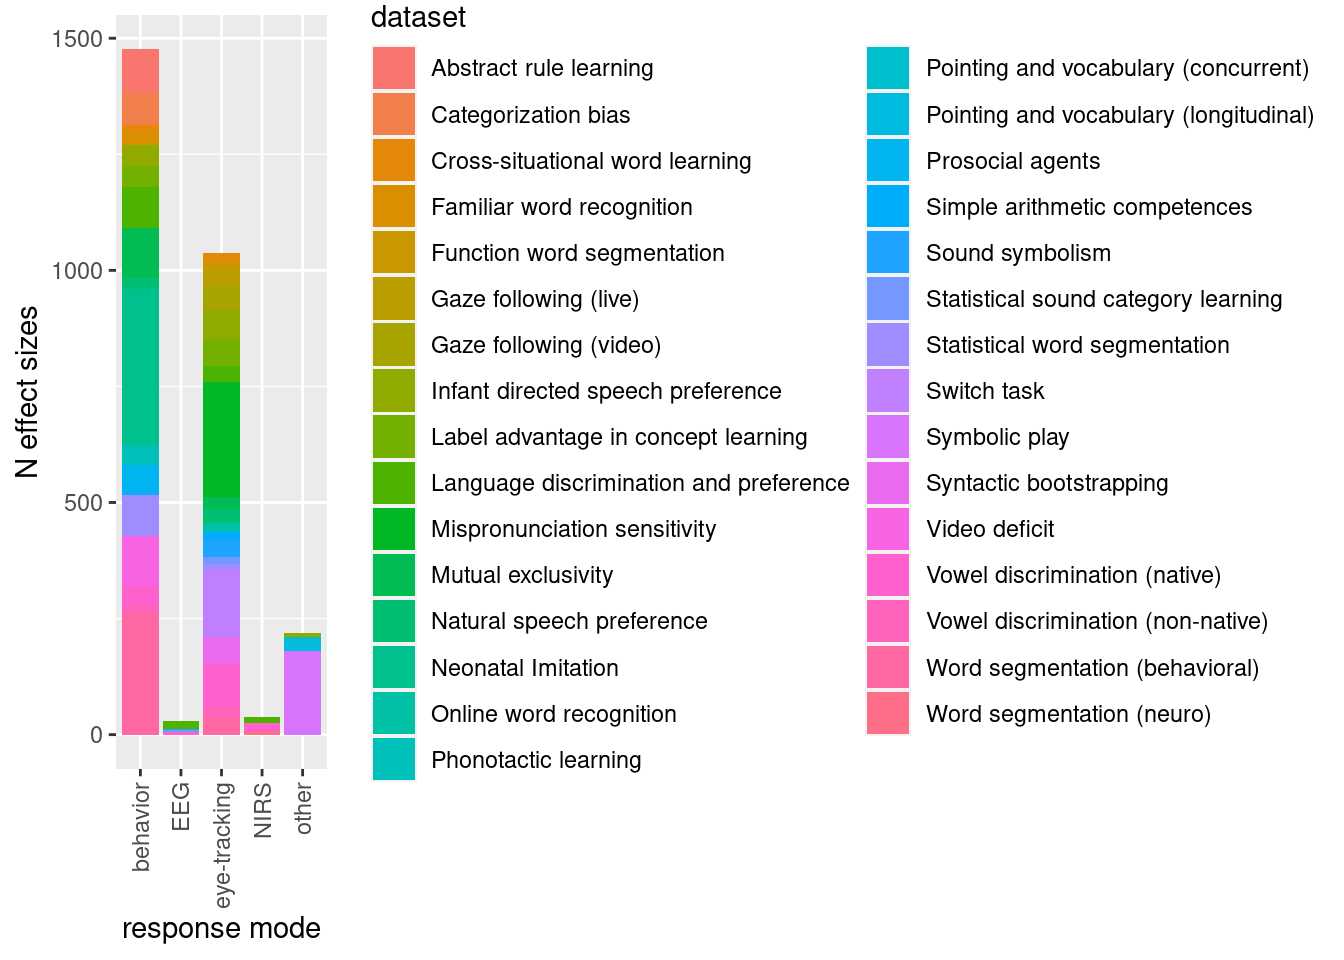 dataset
1500
1000
500
0
N effect sizes
behavior
EEG
eye-tracking
NIRS
other
response mode
Abstract rule learning
Categorization bias
Cross-situational word learning
Familiar word recognition
Function word segmentation
Gaze following (live)
Gaze following (video)
Infant directed speech preference
Label advantage in concept learning
Language discrimination and preference
Mispronunciation sensitivity
Mutual exclusivity
Natural speech preference
Neonatal Imitation
Online word recognition
Phonotactic learning
Pointing and vocabulary (concurrent)
Pointing and vocabulary (longitudinal)
Prosocial agents
Simple arithmetic competences
Sound symbolism
Statistical sound category learning
Statistical word segmentation
Switch task
Symbolic play
Syntactic bootstrapping
Video deficit
Vowel discrimination (native)
Vowel discrimination (non-native)
Word segmentation (behavioral)
Word segmentation (neuro)